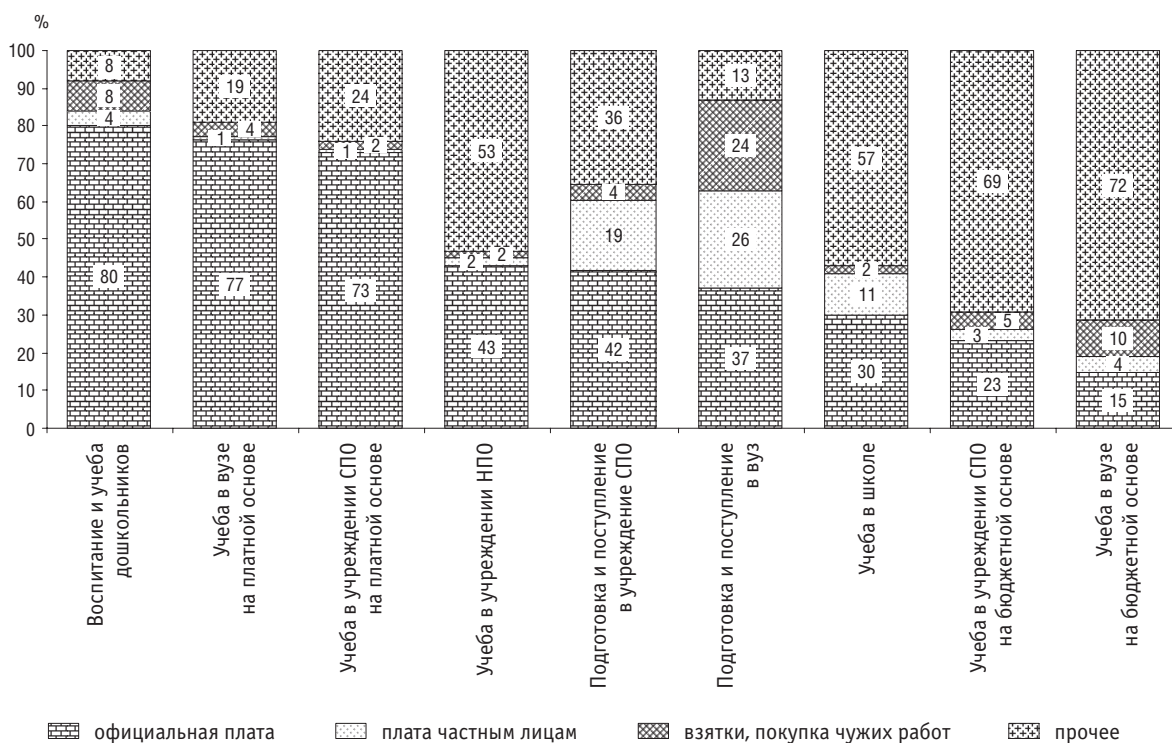 %
100
90
80
70
60
50
40
30
20
10
0
8
8
4
80
19
4
1
77
24
2
1
73
53
2
2
43
36
4
19
42
13
24
26
37
57
2
11
30
69
5
3
23
72
10
4
15
Воспитание и учеба
дошкольников
Учеба в вузе
на платной основе
Учеба в учреждении СПО
на платной основе
Учеба в учреждении НПО
Подготовка и поступление
в учреждение СПО
Подготовка и поступление
в вуз
Учеба в школе
Учеба в учреждении СПО
на бюджетной основе
Учеба в вузе
на бюджетной основе
официальная плата
плата частным лицам
взятки, покупка чужих работ
прочее